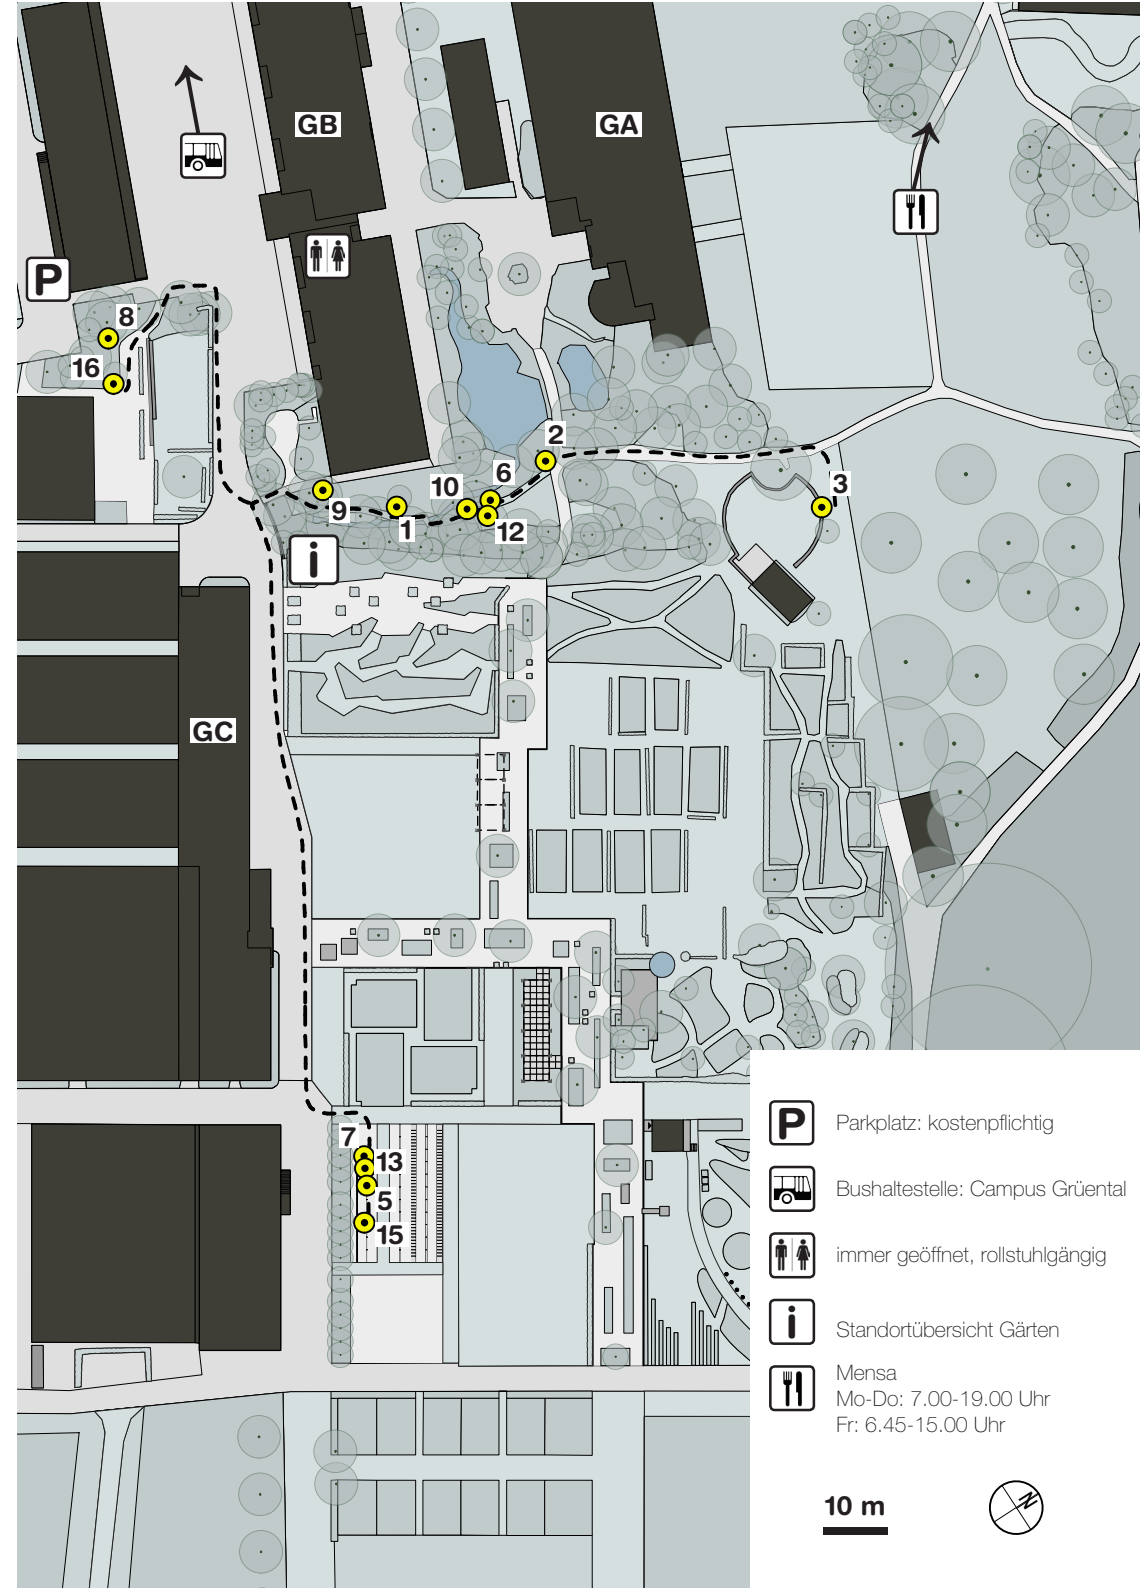 GB
GA
P
8
16
2
6
10
3
9
1
12
i
GC
7
13
5
15
P
Parkplatz: kostenpflichtig
Bushaltestelle: Campus Grüental
immer geöffnet, rollstuhlgängig
i
Standortübersicht Gärten
Mensa
Mo-Do: 7.00-19.00 Uhr
Fr: 6.45-15.00 Uhr
10 m
N